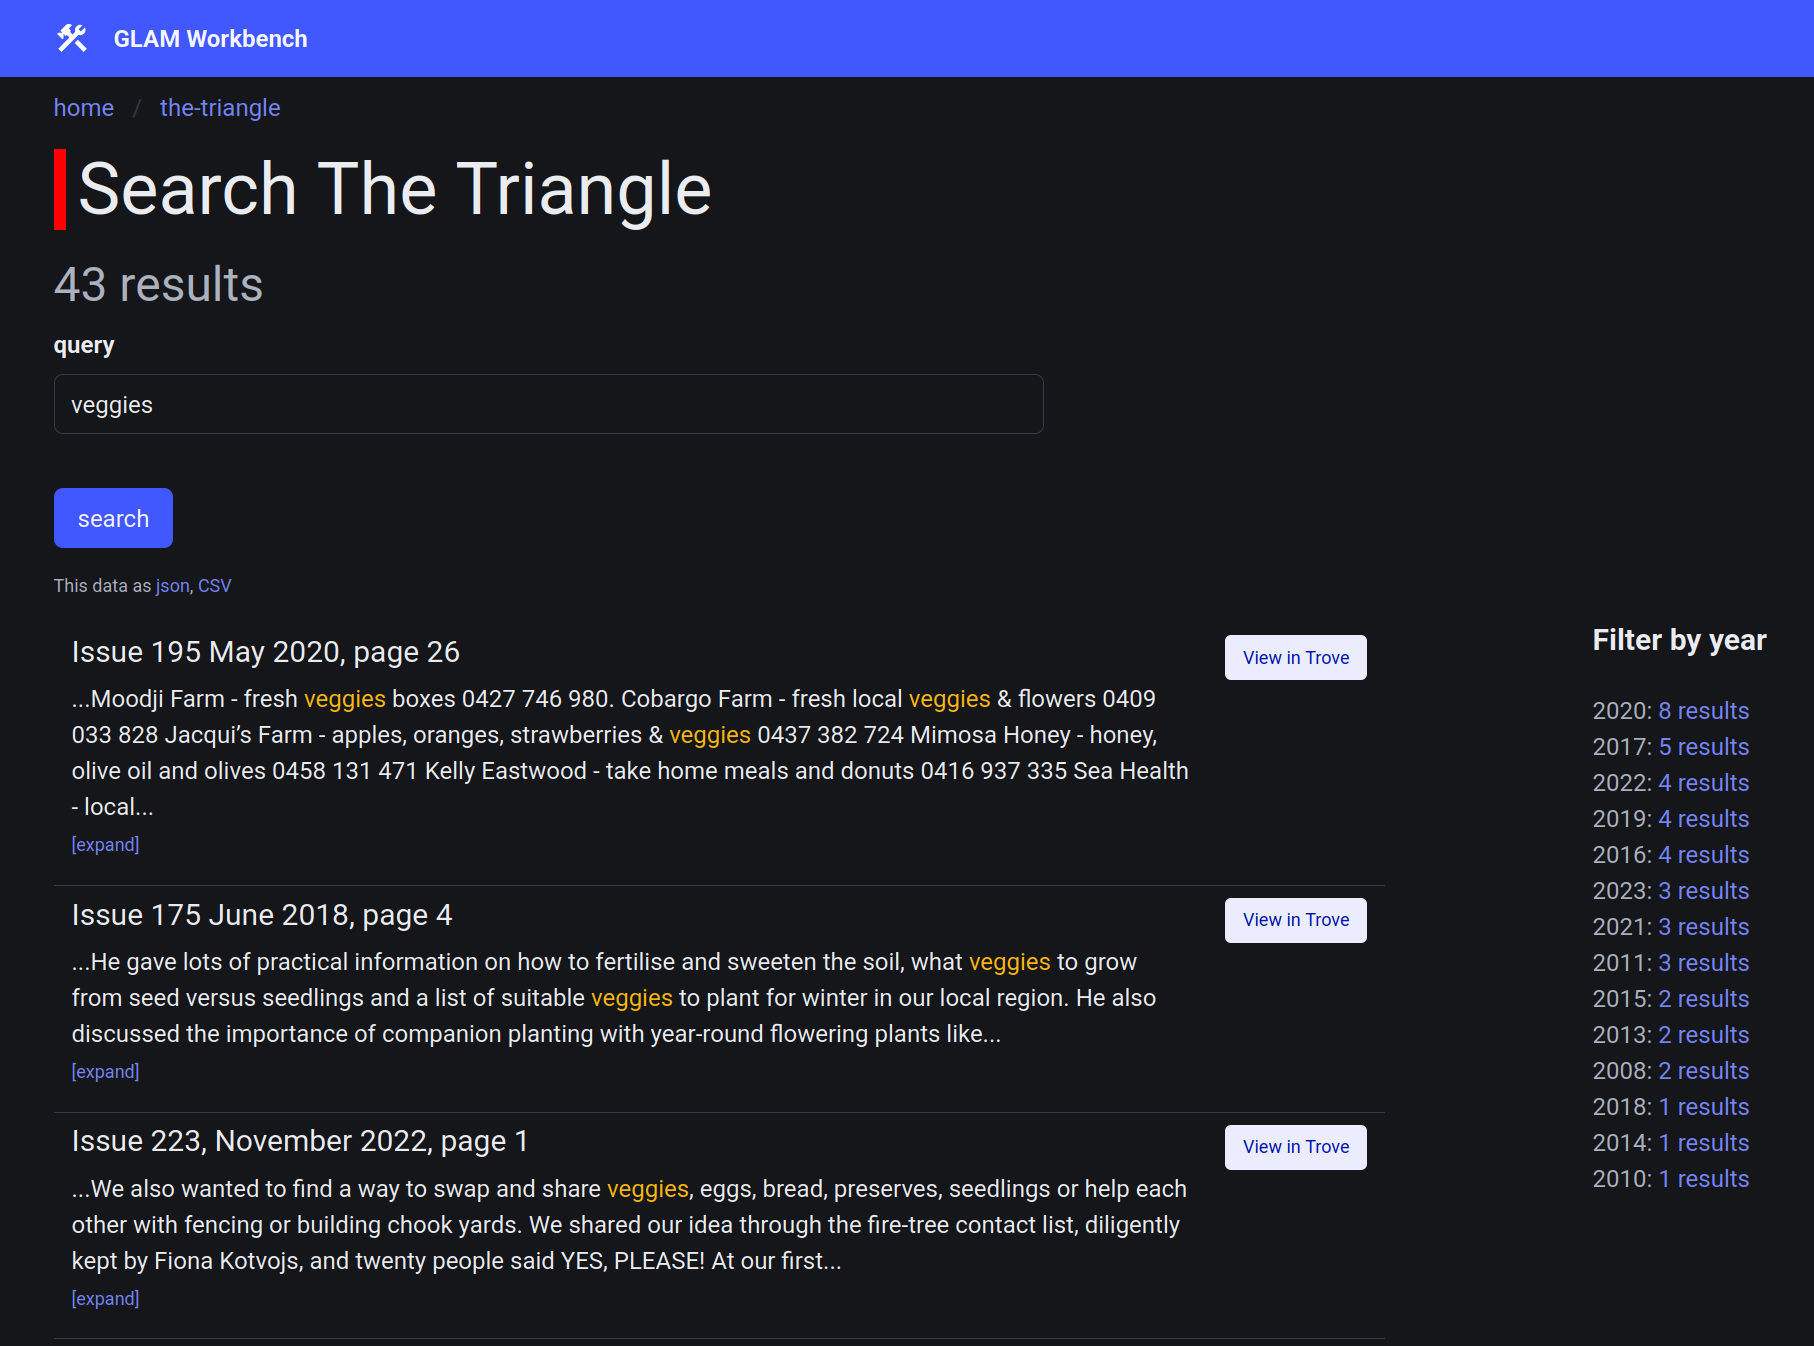 GLAM Workbench
home / the-triangle
Search The Triangle
43 results
query
veggies
search
This data as json, CSV
Issue 195 May 2020, page 26
View in Trove
...Moodji Farm - fresh veggies boxes 0427 746 980. Cobargo Farm - fresh local veggies & flowers 0409
033 828 Jacqui’s Farm - apples, oranges, strawberries & veggies 0437 382 724 Mimosa Honey - honey,
olive oil and olives 0458 131 471 Kelly Eastwood - take home meals and donuts 0416 937 335 Sea Health
- local...
[expand]
Issue 175 June 2018, page 4
View in Trove
...He gave lots of practical information on how to fertilise and sweeten the soil, what veggies to grow
from seed versus seedlings and a list of suitable veggies to plant for winter in our local region. He also
discussed the importance of companion planting with year-round flowering plants like...
[expand]
Issue 223, November 2022, page 1
View in Trove
...We also wanted to find a way to swap and share veggies, eggs, bread, preserves, seedlings or help each
other with fencing or building chook yards. We shared our idea through the fire-tree contact list, diligently
kept by Fiona Kotvojs, and twenty people said YES, PLEASE! At our first...
[expand]
Filter by year
2020: 8 results
2017: 5 results
2022: 4 results
2019: 4 results
2016: 4 results
2023: 3 results
2021: 3 results
2011: 3 results
2015: 2 results
2013: 2 results
2008: 2 results
2018: 1 results
2014: 1 results
2010: 1 results